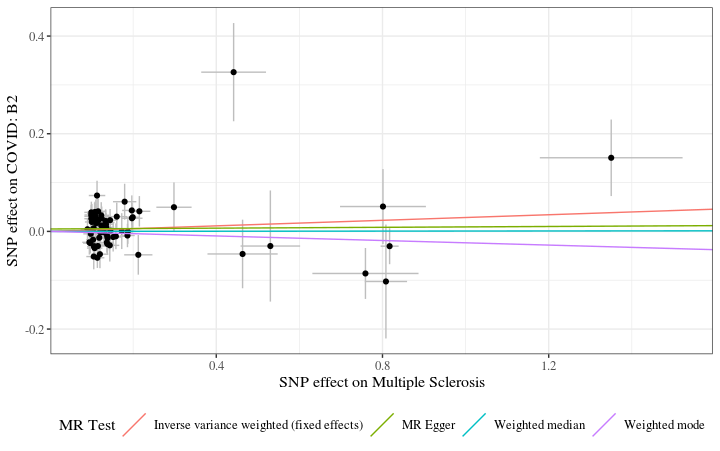 SNP effect on COVID: B2
0.4
0.2
0.0
-0.2
0.4
0.8
1.2
SNP effect on Multiple Sclerosis
MR Test Inverse variance weighted (fixed effects) MR Egger Weighted median Weighted mode